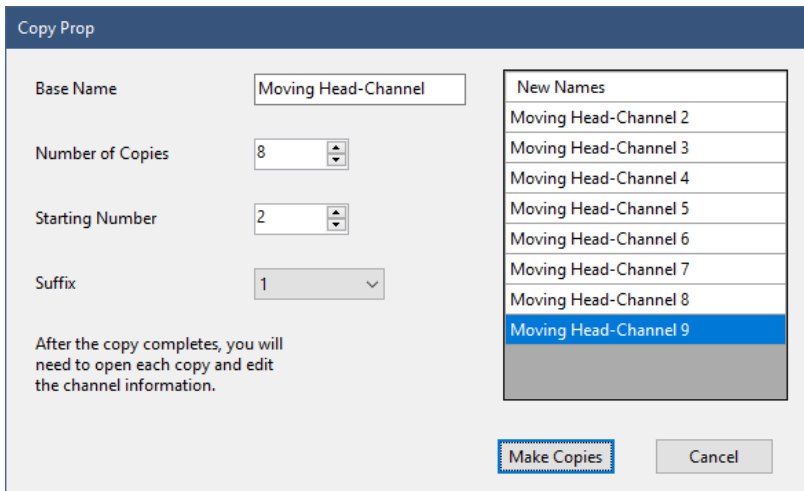 Copy Prop
Base Name
Moving Head-Channel
Number of Copies
8
Starting Number
2
Suffix
1
After the copy completes, you will
need to open each copy and edit
the channel information.
New Names
Moving Head-Channel 2
Moving Head-Channel 3
Moving Head-Channel 4
Moving Head-Channel 5
Moving Head-Channel 6
Moving Head-Channel 7
Moving Head-Channel 8
Moving Head-Channel 9
Make Copies
Cancel